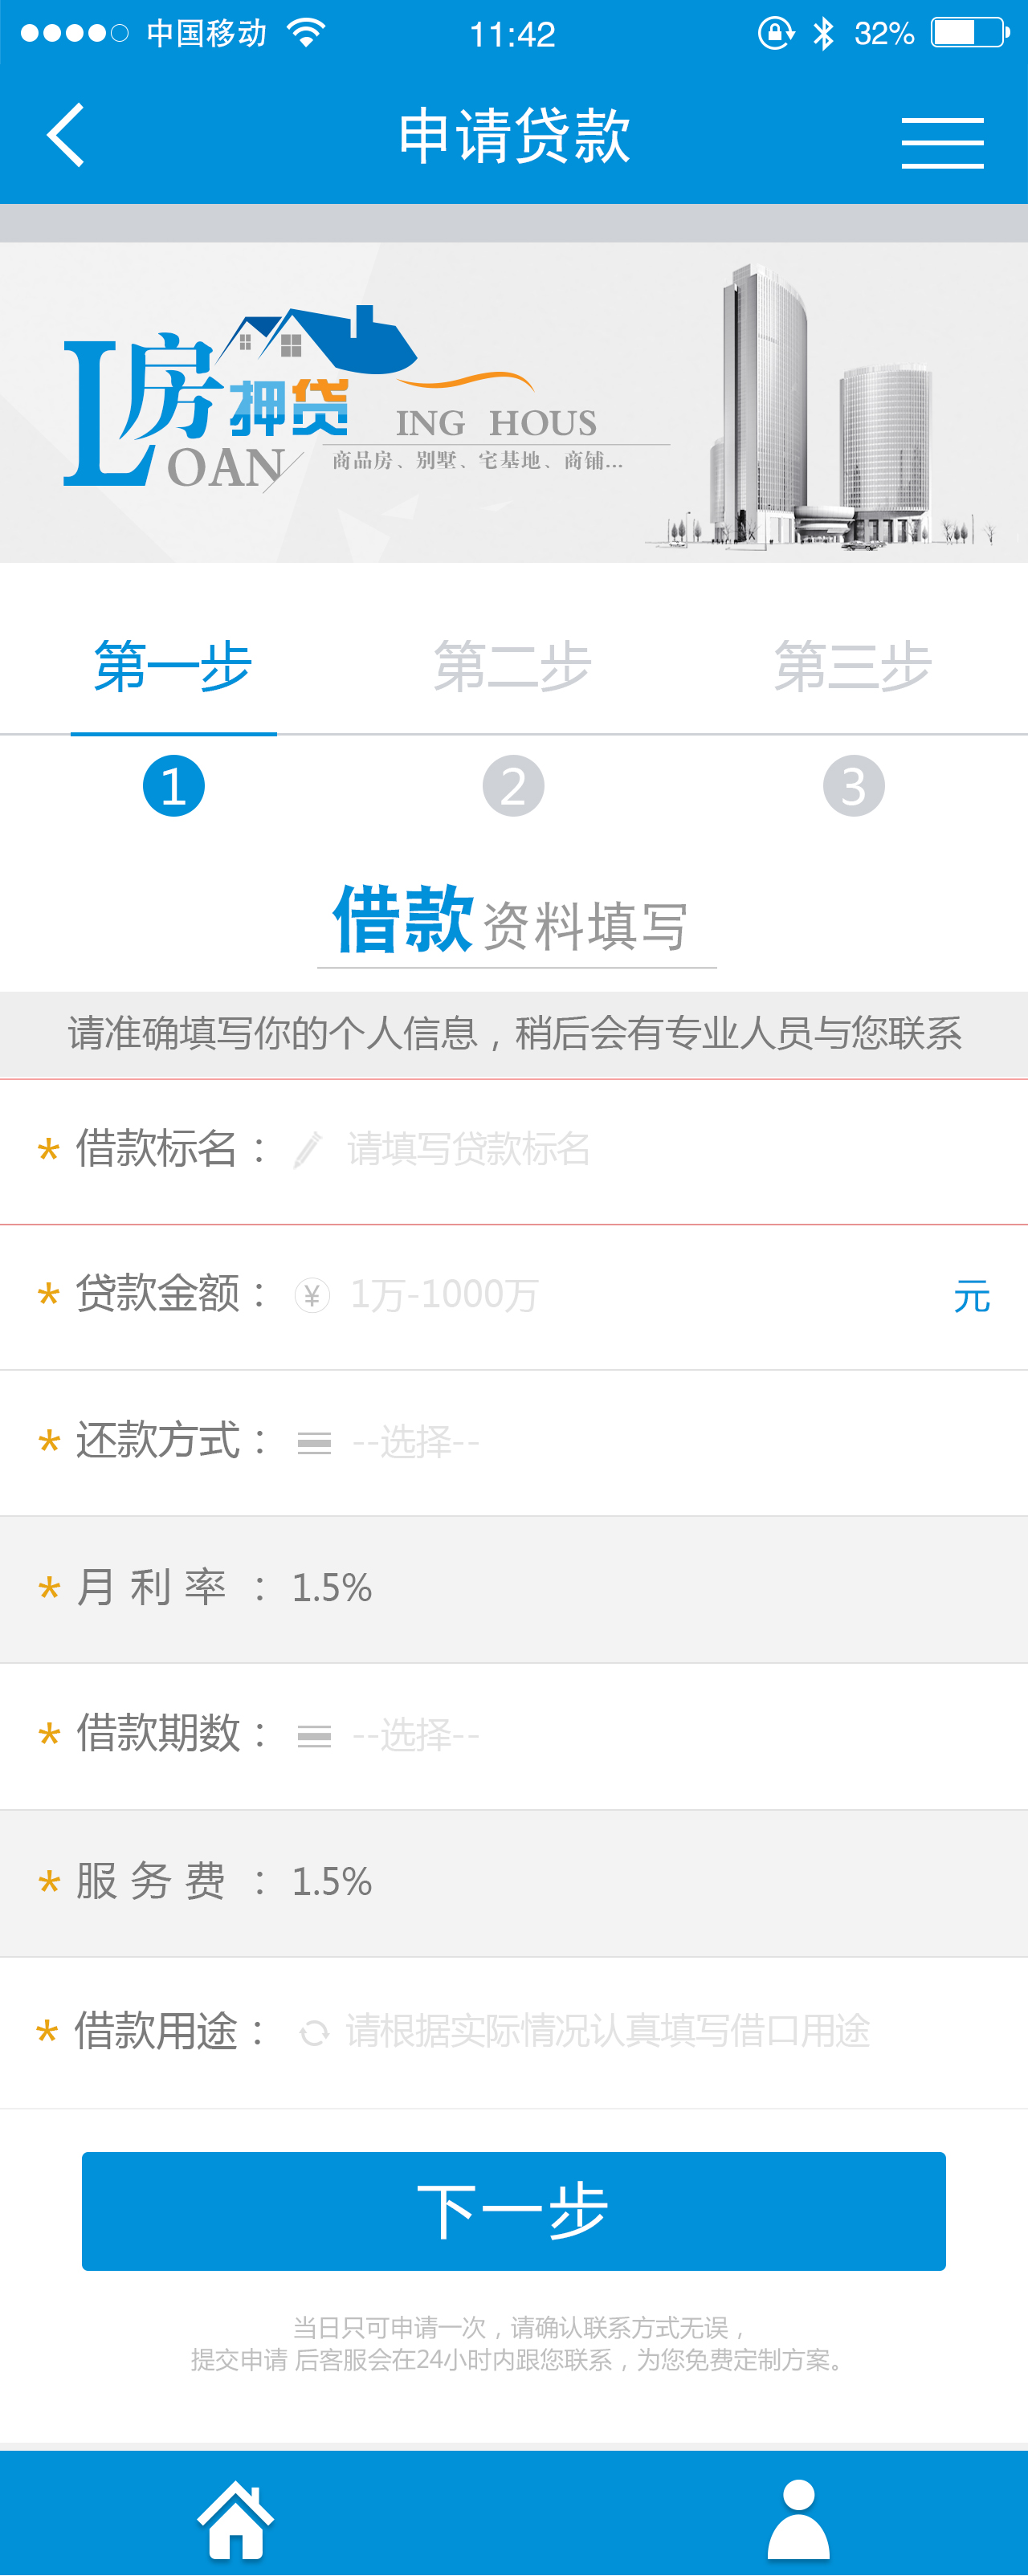 中国移动 11:42 32%
申请贷款
L房押贷
OAN ING HOUS
商品房、别墅、宅基地、商铺...
第一步 第二步 第三步
1 2 3
借款资料填写
请准确填写你的个人信息，稍后会有专业人员与您联系
* 借款标名： 请填写贷款标名
* 贷款金额： ¥ 1万-1000万 元
* 还款方式： --选择--
* 月利率： 1.5%
* 借款期数： --选择--
* 服务费： 1.5%
* 借款用途： 请根据实际情况认真填写借口用途
下一步
当日只可申请一次，请确认联系方式无误，
提交申请 后客服会在24小时内跟您联系，为您免费定制方案。